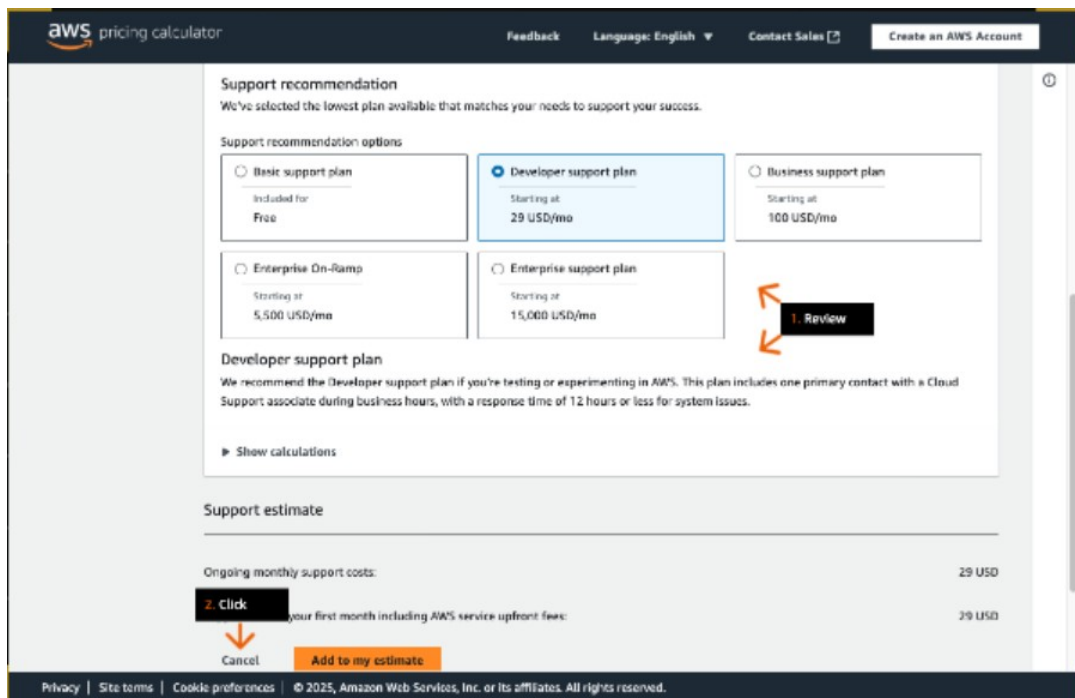 aws pricing calculator
Feedback Language: English Contact Sales Create an AWS Account
Support recommendation
We've selected the lowest plan available that matches your needs to support your success.
Support recommendation options
Basic support plan
Included for
Free
Developer support plan
Starting at
29 USD/mo
Business support plan
Starting at
100 USD/mo
Enterprise On-Ramp
Starting at
5,500 USD/mo
Enterprise support plan
Starting at
15,000 USD/mo
1. Review
Developer support plan
We recommend the Developer support plan if you're testing or experimenting in AWS. This plan includes one primary contact with a Cloud
Support associate during business hours, with a response time of 12 hours or less for system issues.
Show calculations
Support estimate
Ongoing monthly support costs: 29 USD
2. Click
your first month including AWS service upfront fees: 29 USD
Cancel Add to my estimate
Privacy | Site terms | Cookie preferences | © 2025, Amazon Web Services, Inc. or its affiliates. All rights reserved.